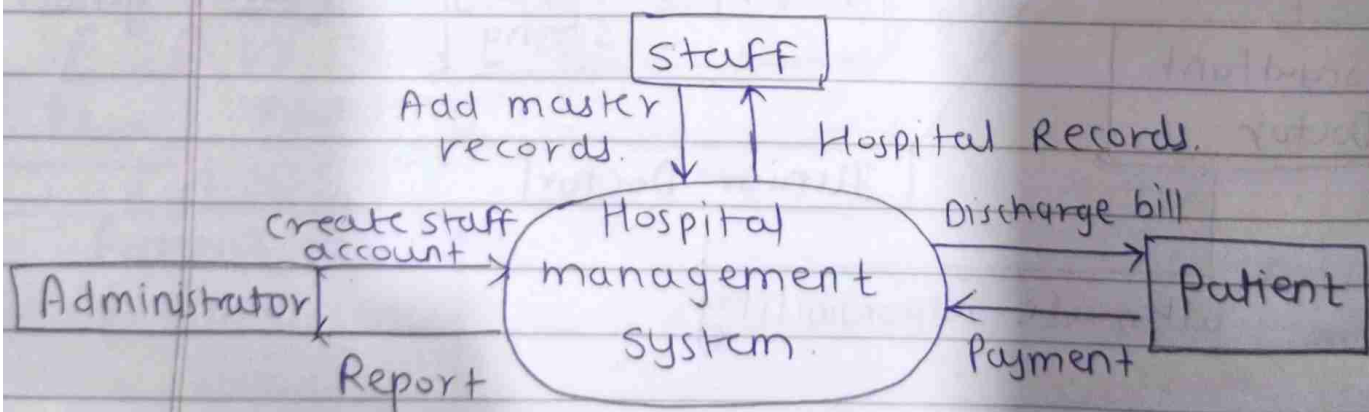 Staff
Add master
records.
Hospital Records.
create staff
account
Hospital
management
system.
Discharge bill
Administrator
Patient
Report
Payment